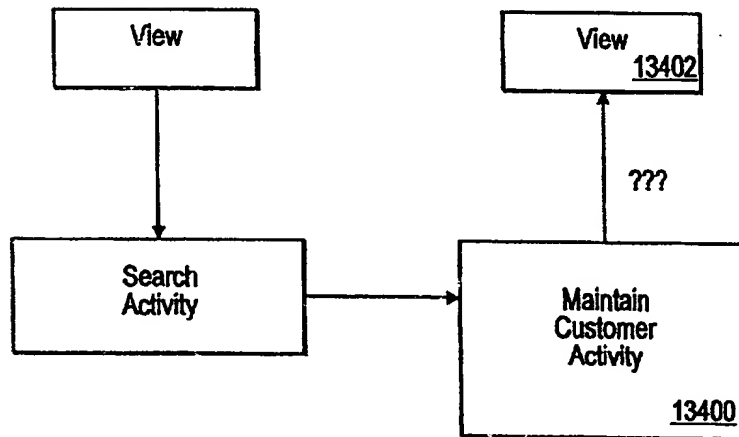 View
View
13402
???
Search
Activity
Maintain
Customer
Activity
13400